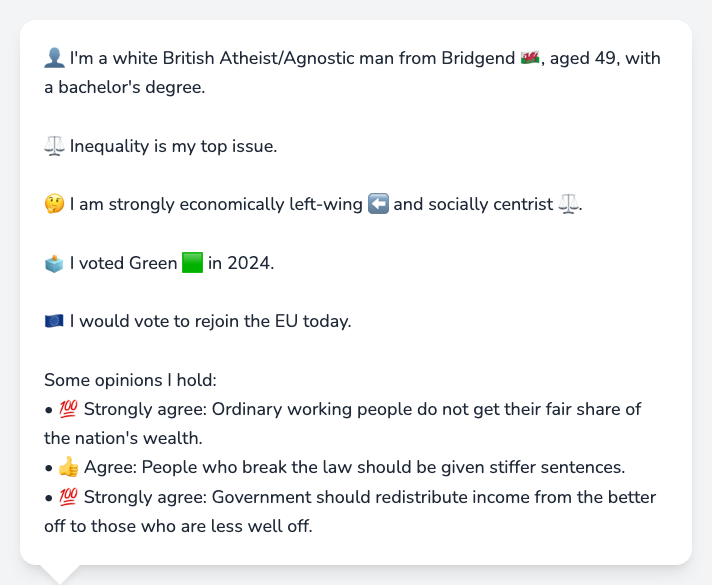 👤 I'm a white British Atheist/Agnostic man from Bridgend 🏴󠁧󠁢󠁷󠁬󠁳󠁿, aged 49, with
a bachelor's degree.
⚖️ Inequality is my top issue.
🤔 I am strongly economically left-wing ⬅️ and socially centrist ⚖️.
🗳️ I voted Green 🟩 in 2024.
🇪🇺 I would vote to rejoin the EU today.
Some opinions I hold:
• 💯 Strongly agree: Ordinary working people do not get their fair share of
the nation's wealth.
• 👍 Agree: People who break the law should be given stiffer sentences.
• 💯 Strongly agree: Government should redistribute income from the better
off to those who are less well off.